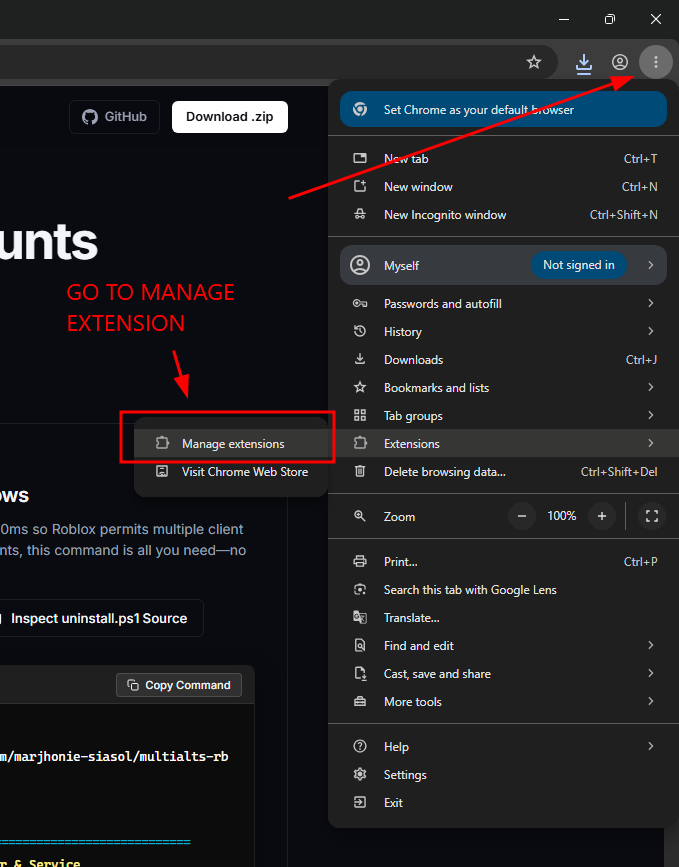 GitHub
Download .zip
unts
GO TO MANAGE
EXTENSION
ows
0ms so Roblox permits multiple client
nts, this command is all you need—no
Inspect uninstall.ps1 Source
Copy Command
m/marjhonie-siasol/multialts-rb
=============================
r & Service
Set Chrome as your default browser
New tab Ctrl+T
New window Ctrl+N
New Incognito window Ctrl+Shift+N
Myself Not signed in
Passwords and autofill
History
Downloads Ctrl+J
Bookmarks and lists
Tab groups
Extensions
Manage extensions
Visit Chrome Web Store
Delete browsing data... Ctrl+Shift+Del
Zoom − 100% +
Print... Ctrl+P
Search this tab with Google Lens
Translate...
Find and edit
Cast, save and share
More tools
Help
Settings
Exit